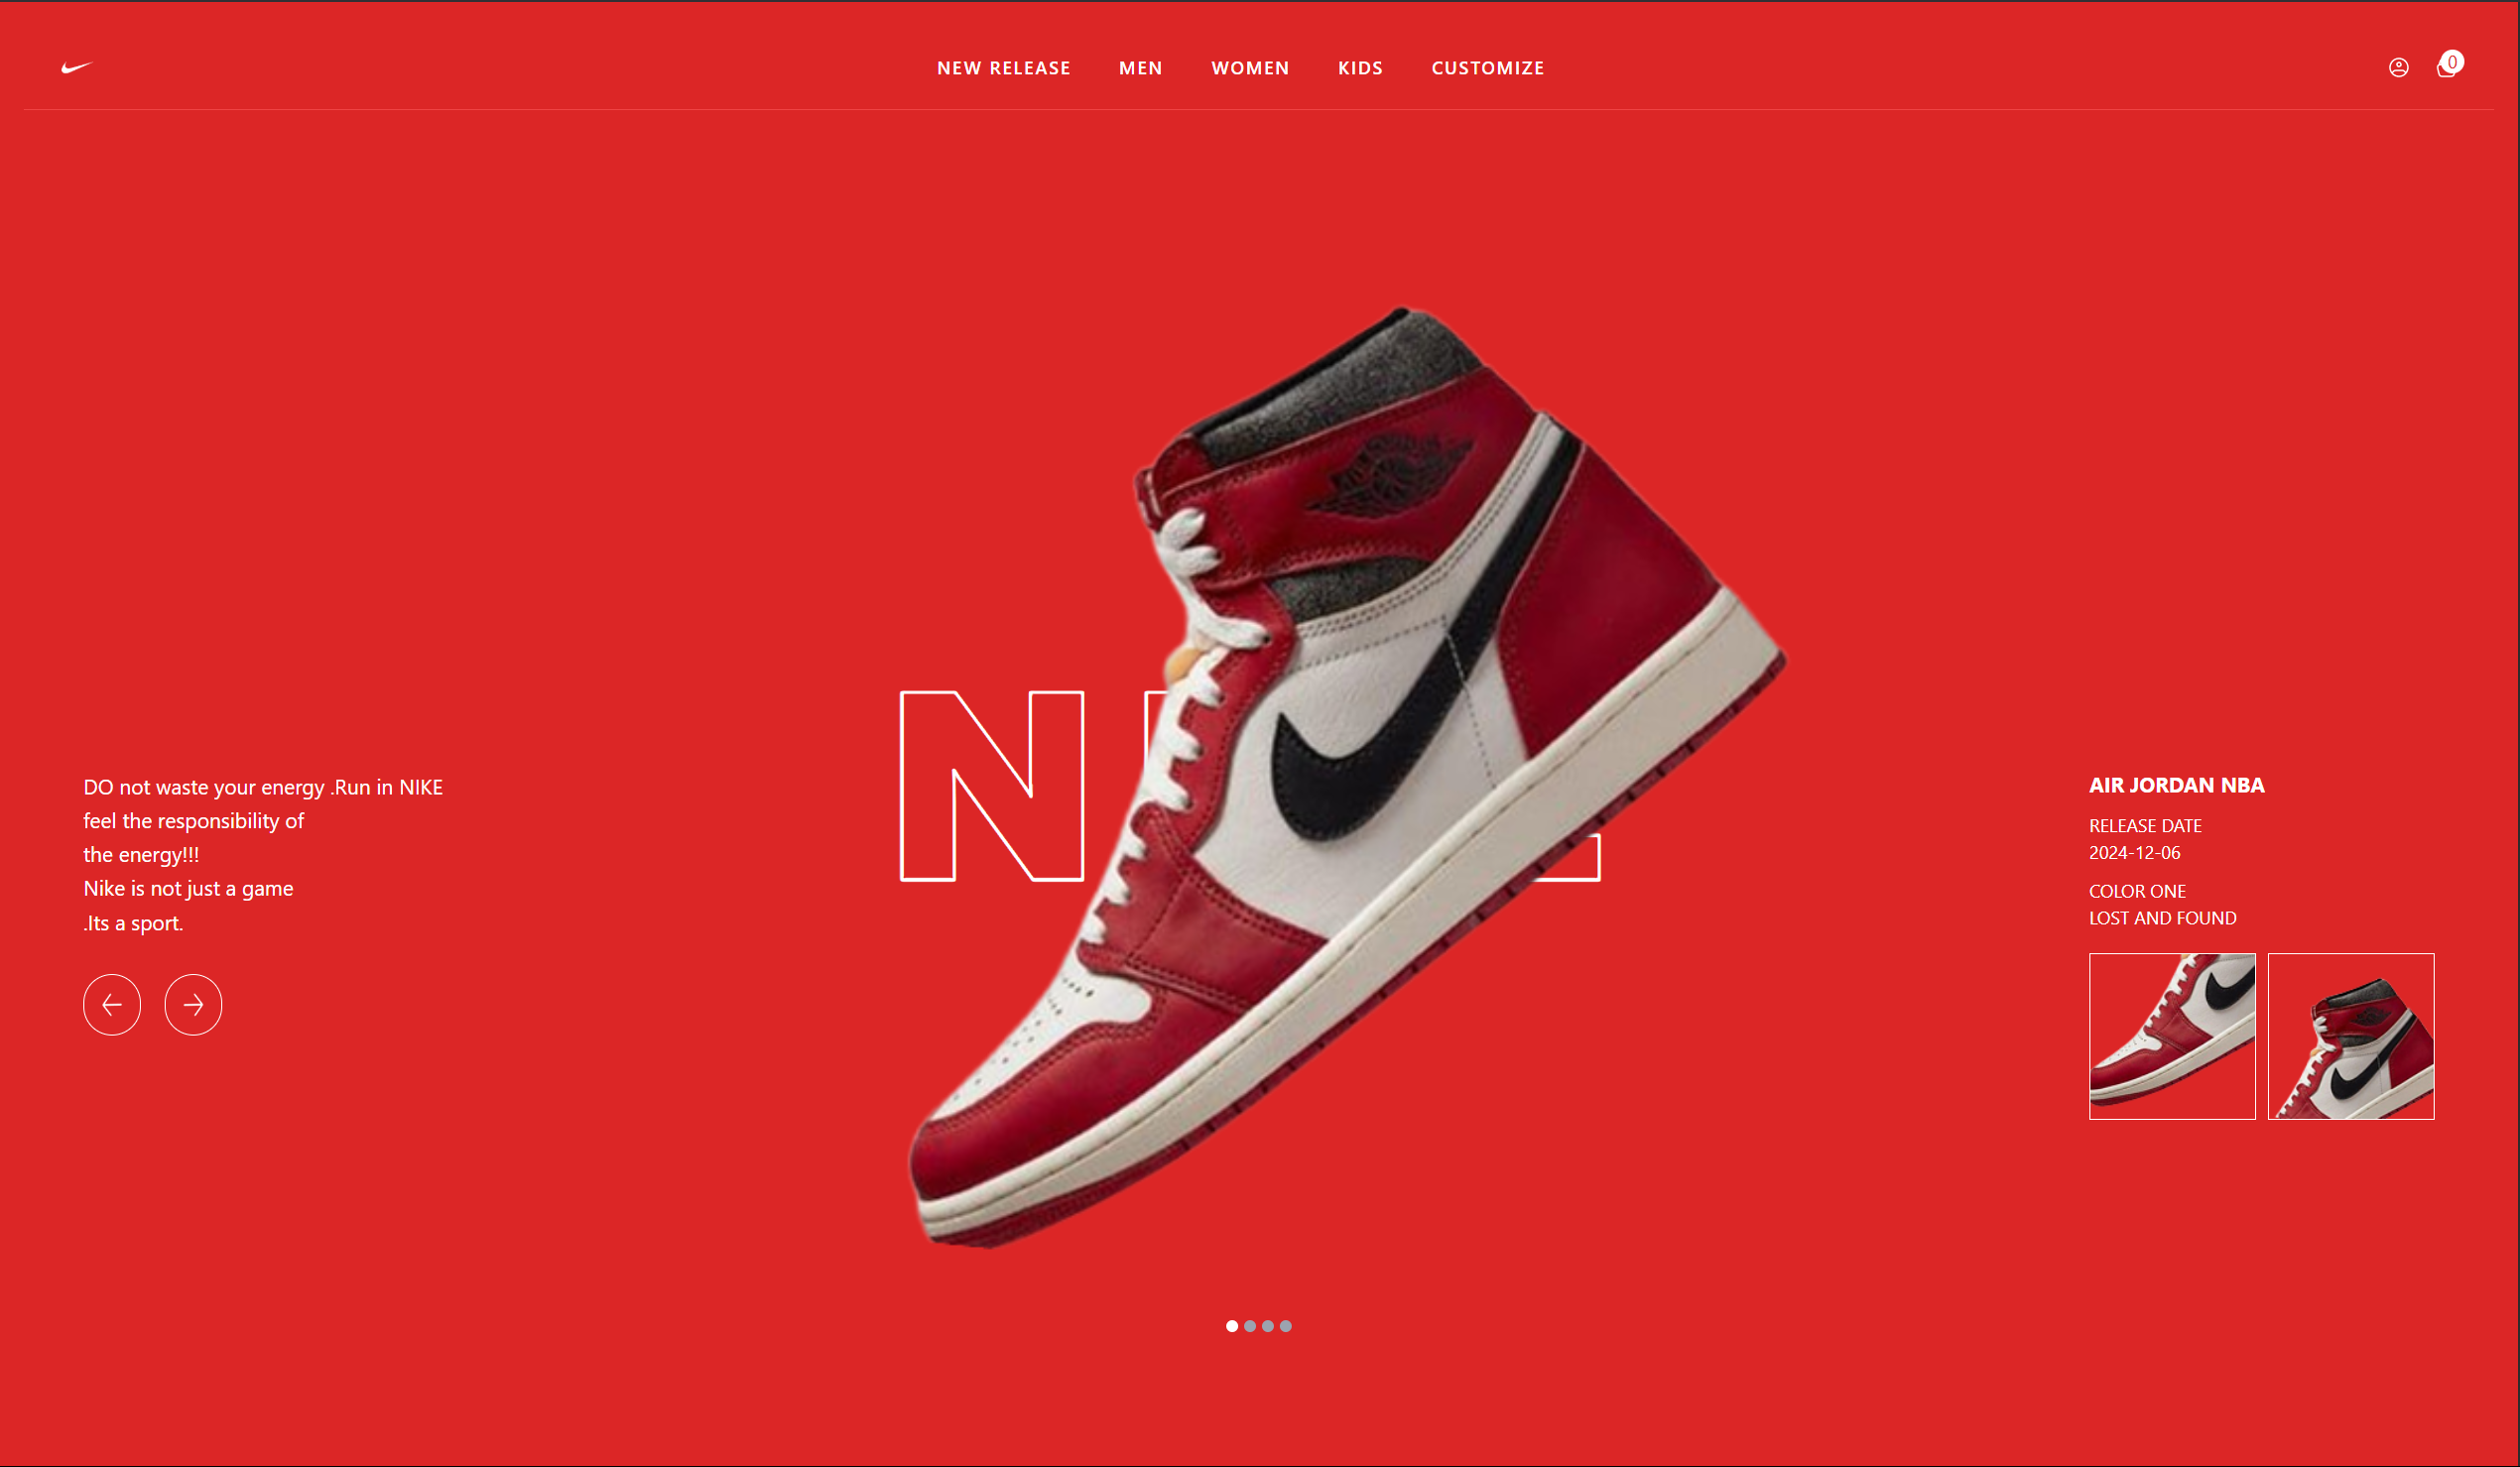 NEW RELEASE
MEN
WOMEN
KIDS
CUSTOMIZE
0
DO not waste your energy .Run in NIKE
feel the responsibility of
the energy!!!
Nike is not just a game
.Its a sport.
AIR JORDAN NBA
RELEASE DATE
2024-12-06
COLOR ONE
LOST AND FOUND